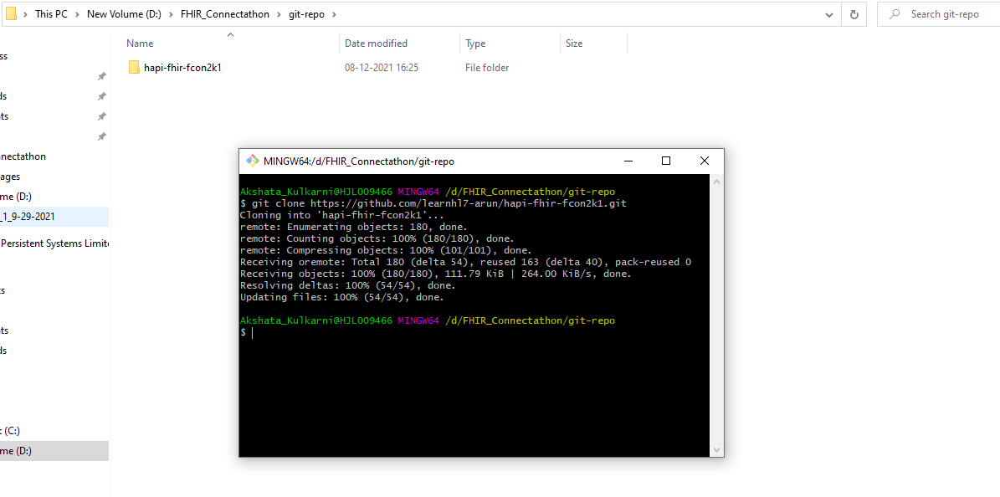 This PC > New Volume (D:) > FHIR_Connectathon > git-repo >
Search git-repo
Name Date modified Type Size
hapi-fhir-fcon2k1 08-12-2021 16:25 File folder
ss
ds
ts
nnectathon
ages
me (D:)
_1_9-29-2021
Persistent Systems Limite
ts
nts
ds
t (C:)
me (D:)
MINGW64:/d/FHIR_Connectathon/git-repo
Akshata_Kulkarni@HJLOO9466 MINGW64 /d/FHIR_Connectathon/git-repo
$ git clone https://github.com/learnhl7-arun/hapi-fhir-fcon2k1.git
Cloning into 'hapi-fhir-fcon2k1'...
remote: Enumerating objects: 180, done.
remote: Counting objects: 100% (180/180), done.
remote: Compressing objects: 100% (101/101), done.
Receiving oremote: Total 180 (delta 54), reused 163 (delta 40), pack-reused 0
Receiving objects: 100% (180/180), 111.79 KiB | 264.00 KiB/s, done.
Resolving deltas: 100% (54/54), done.
Updating files: 100% (54/54), done.
Akshata_Kulkarni@HJLOO9466 MINGW64 /d/FHIR_Connectathon/git-repo
$